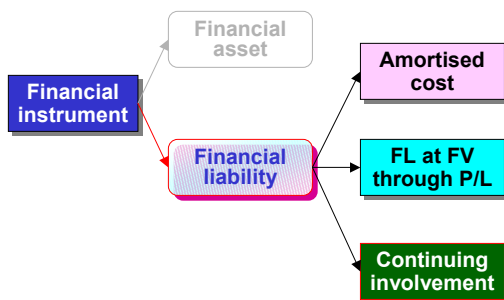 Financial
asset
Financial
instrument
Financial
liability
Amortised
cost
FL at FV
through P/L
Continuing
involvement